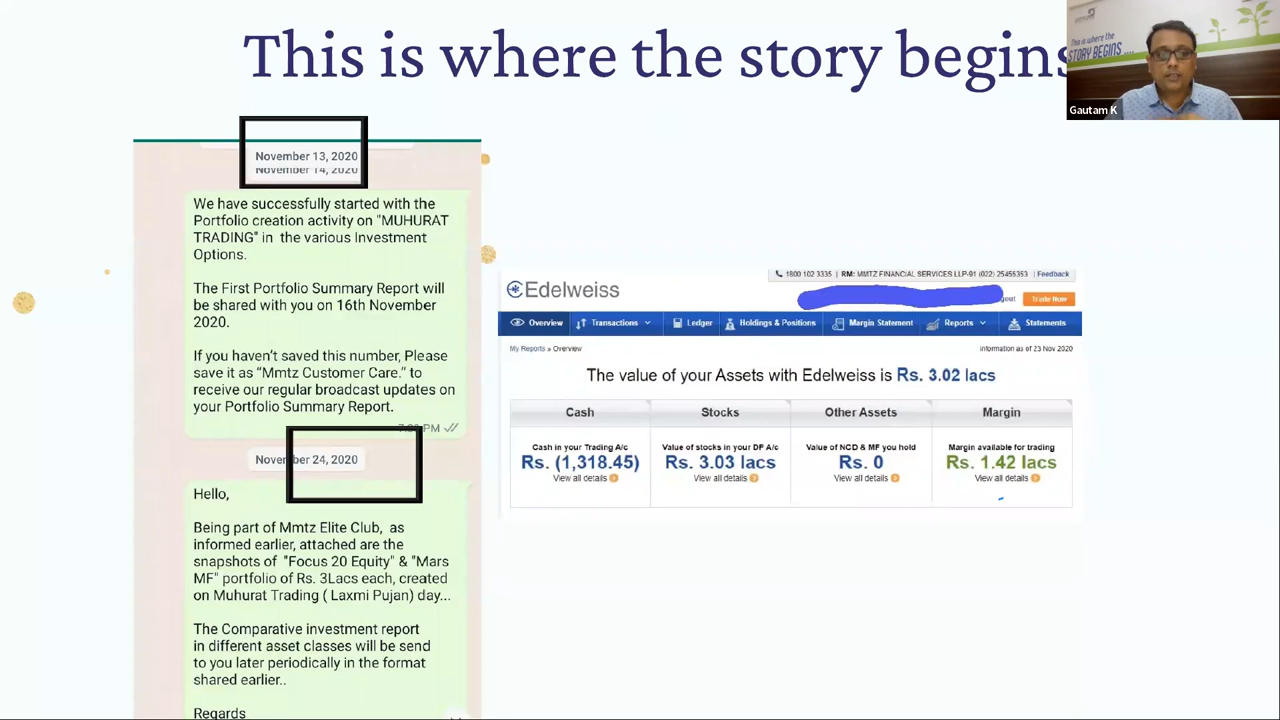 This is where the story begins
This is where the
STORY BEGINS ....
Gautam K
November 13, 2020
November 14, 2020
We have successfully started with the
Portfolio creation activity on "MUHURAT
TRADING" in the various Investment
Options.
The First Portfolio Summary Report will
be shared with you on 16th November
2020.
If you haven't saved this number, Please
save it as “Mmtz Customer Care.” to
receive our regular broadcast updates on
your Portfolio Summary Report.
PM
November 24, 2020
Hello,
Being part of Mmtz Elite Club, as
informed earlier, attached are the
snapshots of "Focus 20 Equity" & "Mars
MF" portfolio of Rs. 3Lacs each, created
on Muhurat Trading ( Laxmi Pujan) day...
The Comparative investment report
in different asset classes will be send
to you later periodically in the format
shared earlier..
Regards
1800 102 3335 | RM: MMTZ FINANCIAL SERVICES LLP-91 (022) 25455353 | Feedback
Edelweiss
gout Trade Now
Overview Transactions Ledger Holdings & Positions Margin Statement Reports Statements
My Reports » Overview
Information as of 23 Nov 2020
The value of your Assets with Edelweiss is Rs. 3.02 lacs
Cash Stocks Other Assets Margin
Cash in your Trading A/c Value of stocks in your DP A/c Value of NCD & MF you hold Margin available for trading
Rs. (1,318.45) Rs. 3.03 lacs Rs. 0 Rs. 1.42 lacs
View all details View all details View all details View all details